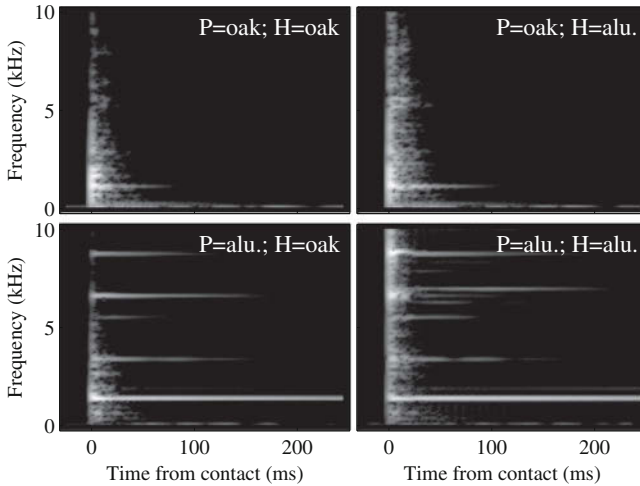 P=oak; H=oak
P=oak; H=alu.
10
5
0
Frequency (kHz)
P=alu.; H=oak
P=alu.; H=alu.
10
5
0
Frequency (kHz)
0 100 200
0 100 200
Time from contact (ms)
Time from contact (ms)